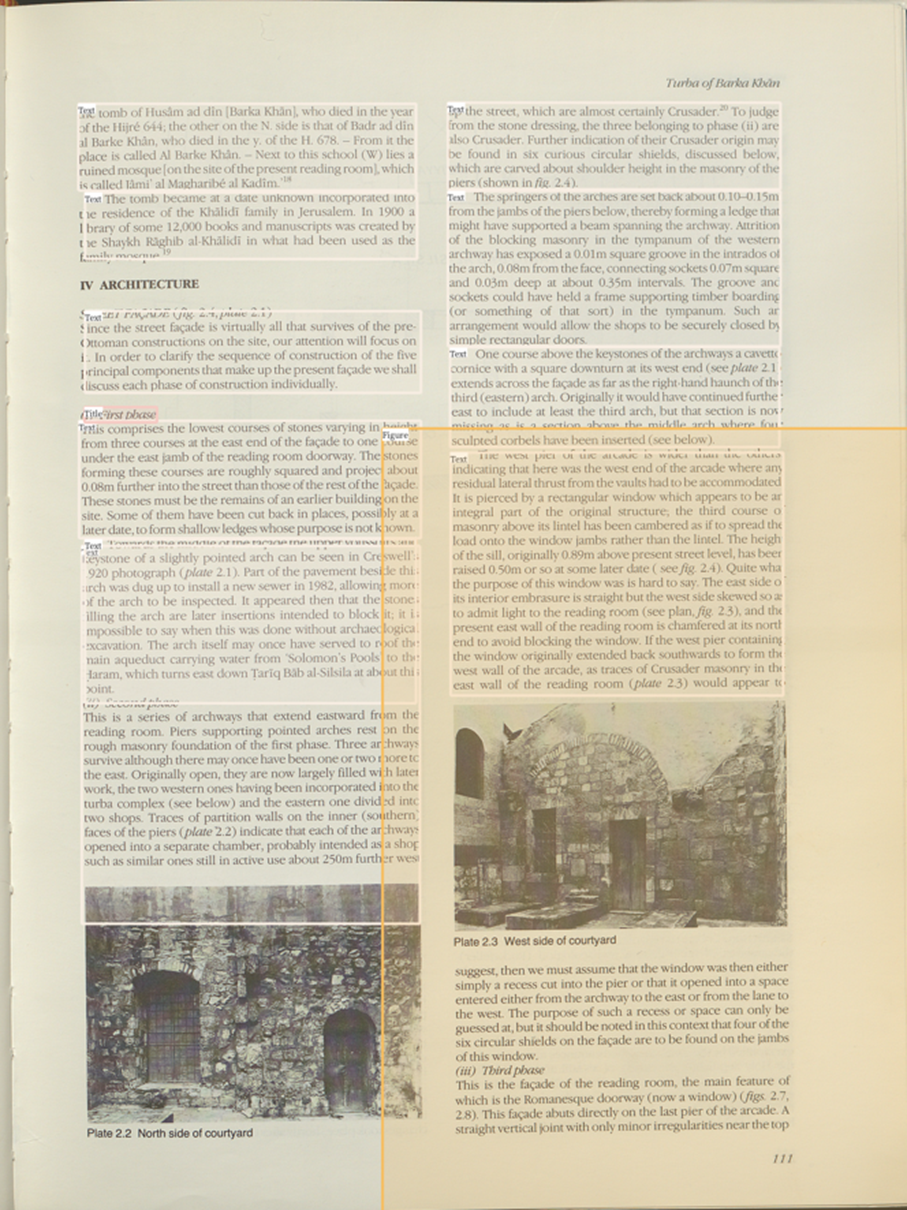 Turba of Barka Khān
tomb of Husâm ad dîn [Barka Khân], who died in the year
of the Hijré 644; the other on the N. side is that of Badr ad dîn
al Barke Khân, who died in the y. of the H. 678. – From it the
place is called Al Barke Khân. – Next to this school (W) lies a
ruined mosque [on the site of the present reading room], which
is called Iâmi‘ al Magharibé al Kadîm.’18
Text The tomb became at a date unknown incorporated into
the residence of the Khālidī family in Jerusalem. In 1900 a
library of some 12,000 books and manuscripts was created by
the Shaykh Rāghib al-Khālidī in what had been used as the
family mosque.19
IV ARCHITECTURE
STREET FAÇADE (fig. 2.4, plate 2.1)
Text
Since the street façade is virtually all that survives of the pre-
Ottoman constructions on the site, our attention will focus on
it. In order to clarify the sequence of construction of the five
principal components that make up the present façade we shall
discuss each phase of construction individually.
Title First phase
Text
This comprises the lowest courses of stones varying in height
from three courses at the east end of the façade to one course
under the east jamb of the reading room doorway. The stones
forming these courses are roughly squared and project about
0.08m further into the street than those of the rest of the façade.
These stones must be the remains of an earlier building on the
site. Some of them have been cut back in places, possibly at a
later date, to form shallow ledges whose purpose is not known.
Text Towards the middle of the façade the upper
keystone of a slightly pointed arch can be seen in Creswell's
920 photograph (plate 2.1). Part of the pavement beside thi
arch was dug up to install a new sewer in 1982, allowing more
of the arch to be inspected. It appeared then that the stone
illing the arch are later insertions intended to block it; it i
mpossible to say when this was done without archaeologica
excavation. The arch itself may once have served to roof the
main aqueduct carrying water from ‘Solomon's Pools’ to the
Haram, which turns east down Ṭarīq Bāb al-Silsila at about thi
point.
(ii) Second phase
This is a series of archways that extend eastward from the
reading room. Piers supporting pointed arches rest on the
rough masonry foundation of the first phase. Three archways
survive although there may once have been one or two more to
the east. Originally open, they are now largely filled with later
work, the two western ones having been incorporated into the
turba complex (see below) and the eastern one divided into
two shops. Traces of partition walls on the inner (southern)
faces of the piers (plate 2.2) indicate that each of the archways
opened into a separate chamber, probably intended as a shop
such as similar ones still in active use about 250m further west
Plate 2.2 North side of courtyard
Text
up the street, which are almost certainly Crusader.20 To judge
from the stone dressing, the three belonging to phase (ii) are
also Crusader. Further indication of their Crusader origin may
be found in six curious circular shields, discussed below,
which are carved about shoulder height in the masonry of the
piers (shown in fig. 2.4).
Text The springers of the arches are set back about 0.10–0.15m
from the jambs of the piers below, thereby forming a ledge that
might have supported a beam spanning the archway. Attrition
of the blocking masonry in the tympanum of the western
archway has exposed a 0.01m square groove in the intrados of
the arch, 0.08m from the face, connecting sockets 0.07m square
and 0.03m deep at about 0.35m intervals. The groove and
sockets could have held a frame supporting timber boarding
(or something of that sort) in the tympanum. Such ar
arrangement would allow the shops to be securely closed by
simple rectangular doors.
Text One course above the keystones of the archways a cavetto
cornice with a square downturn at its west end (see plate 2.1
extends across the façade as far as the right-hand haunch of the
third (eastern) arch. Originally it would have continued further
east to include at least the third arch, but that section is now
missing as is a section above the middle arch where four
Figure
sculpted corbels have been inserted (see below).
Text The west pier of the arcade is wider than the others
indicating that here was the west end of the arcade where any
residual lateral thrust from the vaults had to be accommodated
It is pierced by a rectangular window which appears to be ar
integral part of the original structure; the third course o
masonry above its lintel has been cambered as if to spread the
load onto the window jambs rather than the lintel. The heigh
of the sill, originally 0.89m above present street level, has been
raised 0.50m or so at some later date ( see fig. 2.4). Quite wha
the purpose of this window was is hard to say. The east side o
its interior embrasure is straight but the west side skewed so a
to admit light to the reading room (see plan, fig. 2.3), and the
present east wall of the reading room is chamfered at its north
end to avoid blocking the window. If the west pier containing
the window originally extended back southwards to form the
west wall of the arcade, as traces of Crusader masonry in the
east wall of the reading room (plate 2.3) would appear to
Plate 2.3 West side of courtyard
suggest, then we must assume that the window was then either
simply a recess cut into the pier or that it opened into a space
entered either from the archway to the east or from the lane to
the west. The purpose of such a recess or space can only be
guessed at, but it should be noted in this context that four of the
six circular shields on the façade are to be found on the jambs
of this window.
(iii) Third phase
This is the façade of the reading room, the main feature of
which is the Romanesque doorway (now a window) (figs. 2.7,
2.8). This façade abuts directly on the last pier of the arcade. A
straight vertical joint with only minor irregularities near the top
111